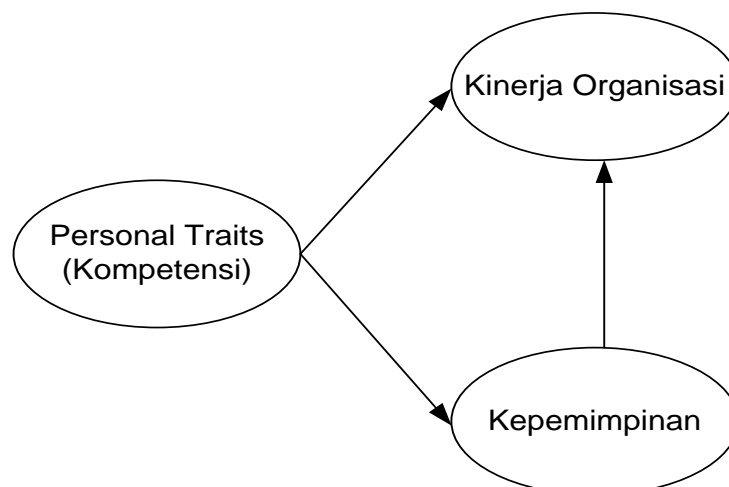 Kinerja Organisasi
Personal Traits
(Kompetensi)
Kepemimpinan